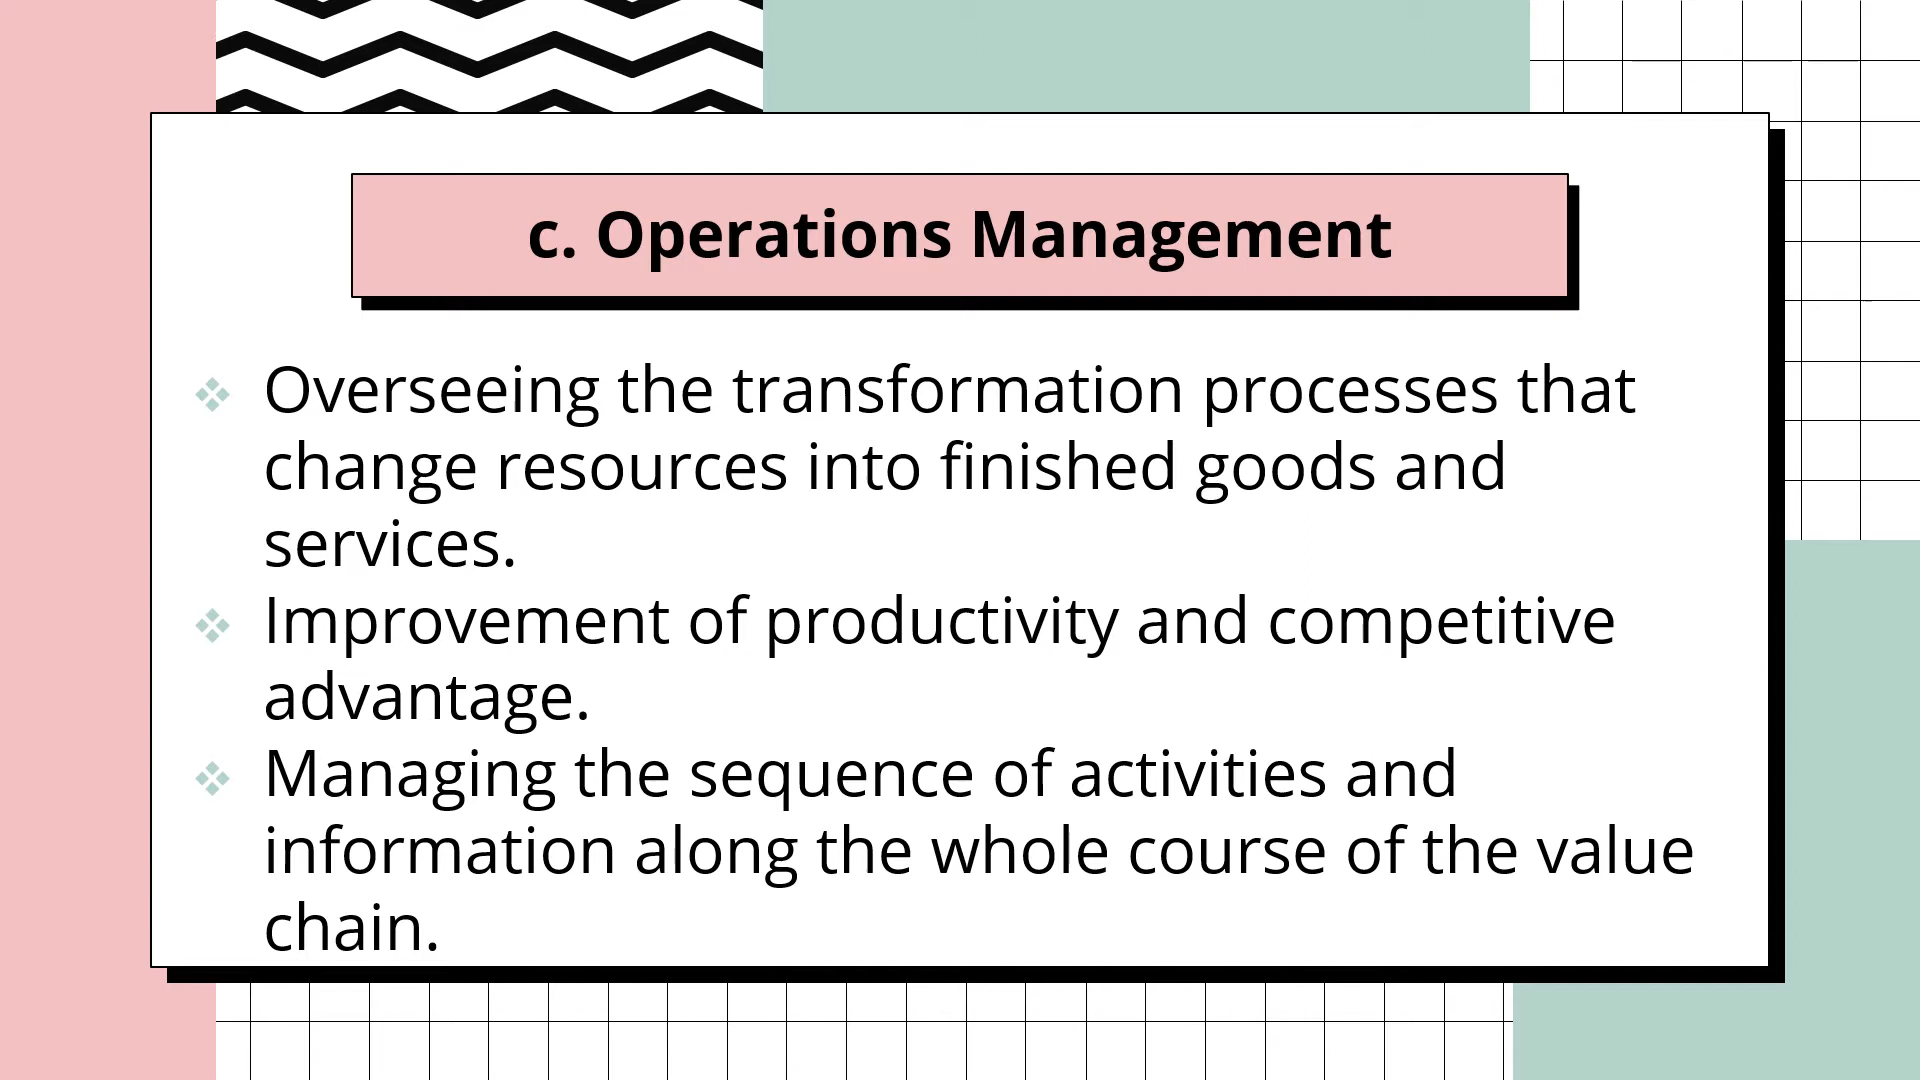 c. Operations Management
❖ Overseeing the transformation processes that
change resources into finished goods and
services.
❖ Improvement of productivity and competitive
advantage.
❖ Managing the sequence of activities and
information along the whole course of the value
chain.